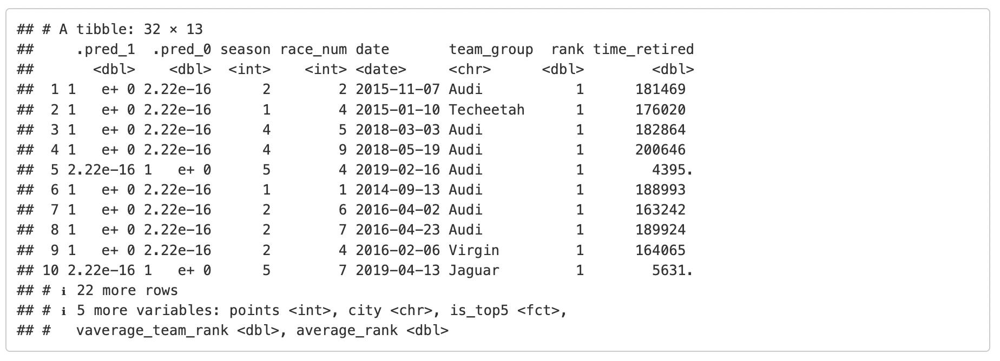 ## # A tibble: 32 × 13
##     .pred_1  .pred_0 season race_num date       team_group  rank time_retired
##       <dbl>    <dbl>  <int>    <int> <date>     <chr>      <dbl>        <dbl>
##  1 1   e+ 0 2.22e-16      2        2 2015-11-07 Audi           1      181469 
##  2 1   e+ 0 2.22e-16      1        4 2015-01-10 Techeetah      1      176020 
##  3 1   e+ 0 2.22e-16      4        5 2018-03-03 Audi           1      182864 
##  4 1   e+ 0 2.22e-16      4        9 2018-05-19 Audi           1      200646 
##  5 2.22e-16 1   e+ 0      5        4 2019-02-16 Audi           1        4395.
##  6 1   e+ 0 2.22e-16      1        1 2014-09-13 Audi           1      188993 
##  7 1   e+ 0 2.22e-16      2        6 2016-04-02 Audi           1      163242 
##  8 1   e+ 0 2.22e-16      2        7 2016-04-23 Audi           1      189924 
##  9 1   e+ 0 2.22e-16      2        4 2016-02-06 Virgin         1      164065 
## 10 2.22e-16 1   e+ 0      5        7 2019-04-13 Jaguar         1        5631.
## # ℹ 22 more rows
## # ℹ 5 more variables: points <int>, city <chr>, is_top5 <fct>,
## #   vaverage_team_rank <dbl>, average_rank <dbl>